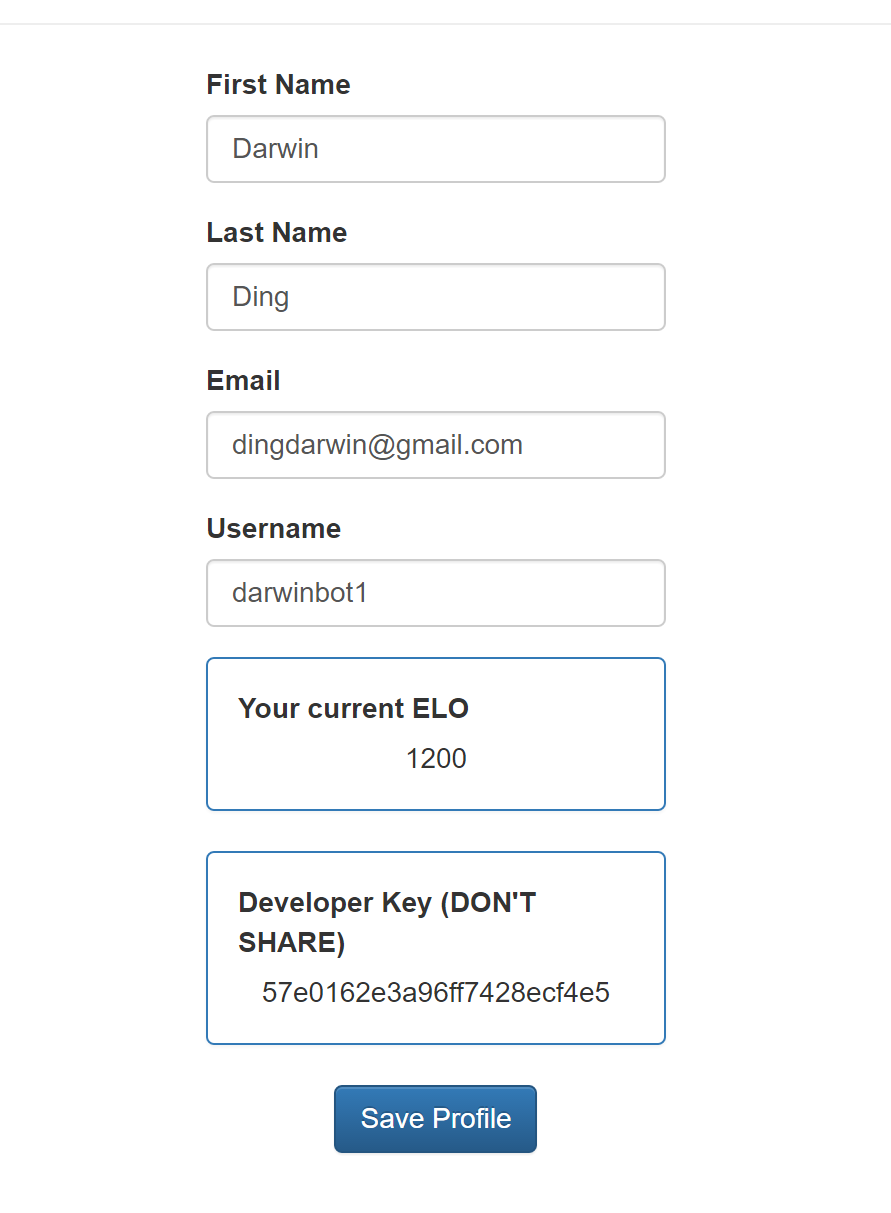 First Name
Darwin
Last Name
Ding
Email
dingdarwin@gmail.com
Username
darwinbot1
Your current ELO
1200
Developer Key (DON'T
SHARE)
57e0162e3a96ff7428ecf4e5
Save Profile